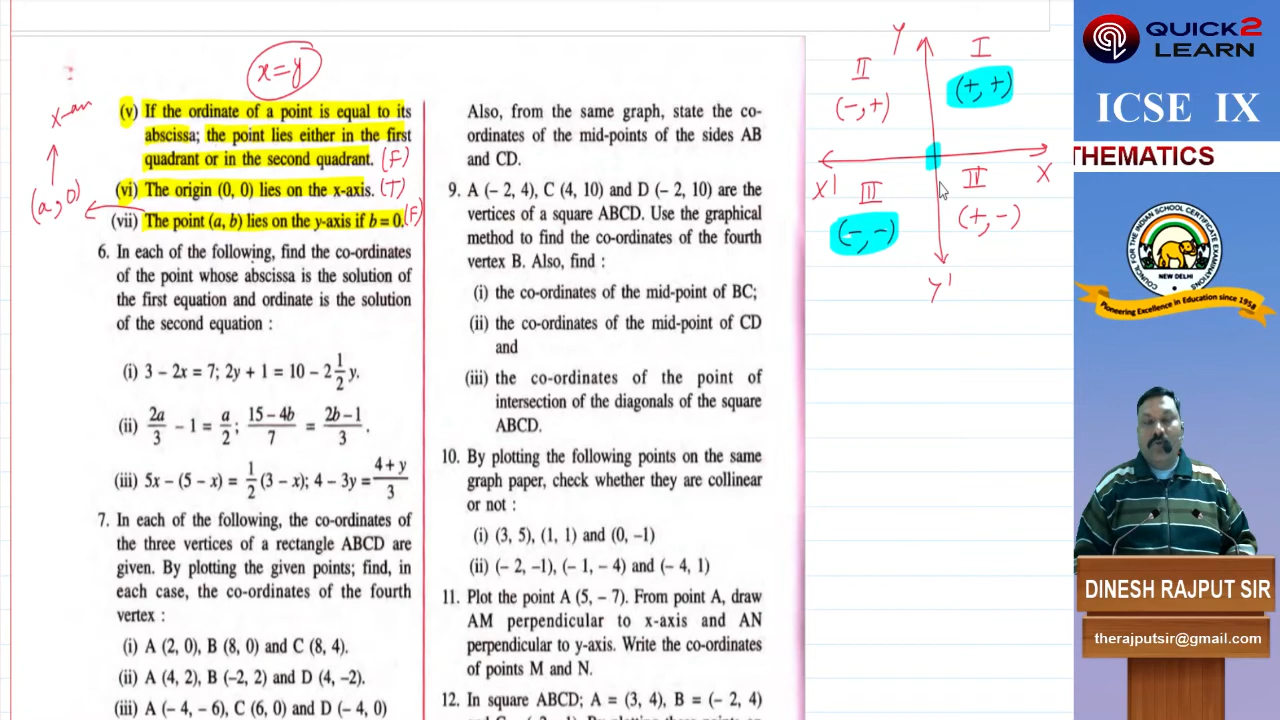 x=y
x-an
(a, 0)
(v) If the ordinate of a point is equal to its
abscissa; the point lies either in the first
quadrant or in the second quadrant. (F)
(vi) The origin (0, 0) lies on the x-axis. (T)
(vii) The point (a, b) lies on the y-axis if b = 0. (F)
6. In each of the following, find the co-ordinates
of the point whose abscissa is the solution of
the first equation and ordinate is the solution
of the second equation :
(i) 3 – 2x = 7; 2y + 1 = 10 – 2 1/2 y.
(ii) 2a/3 – 1 = a/2; (15 – 4b)/7 = (2b – 1)/3.
(iii) 5x – (5 – x) = 1/2 (3 – x); 4 – 3y = (4 + y)/3
7. In each of the following, the co-ordinates of
the three vertices of a rectangle ABCD are
given. By plotting the given points; find, in
each case, the co-ordinates of the fourth
vertex :
(i) A (2, 0), B (8, 0) and C (8, 4).
(ii) A (4, 2), B (–2, 2) and D (4, –2).
(iii) A (– 4, – 6), C (6, 0) and D (– 4, 0)
Also, from the same graph, state the co-
ordinates of the mid-points of the sides AB
and CD.
9. A (– 2, 4), C (4, 10) and D (– 2, 10) are the
vertices of a square ABCD. Use the graphical
method to find the co-ordinates of the fourth
vertex B. Also, find :
(i) the co-ordinates of the mid-point of BC;
(ii) the co-ordinates of the mid-point of CD
and
(iii) the co-ordinates of the point of
intersection of the diagonals of the square
ABCD.
10. By plotting the following points on the same
graph paper, check whether they are collinear
or not :
(i) (3, 5), (1, 1) and (0, –1)
(ii) (– 2, –1), (– 1, – 4) and (– 4, 1)
11. Plot the point A (5, – 7). From point A, draw
AM perpendicular to x-axis and AN
perpendicular to y-axis. Write the co-ordinates
of points M and N.
12. In square ABCD; A = (3, 4), B = (– 2, 4)
Y
I
II
(+, +)
(-, +)
X'
X
III
IV
(-, -)
(+, -)
Y'
QUICK2
LEARN
ICSE IX
THEMATICS
COUNCIL FOR THE INDIAN SCHOOL CERTIFICATE EXAMINATIONS
NEW DELHI
Pioneering Excellence in Education since 1958
DINESH RAJPUT SIR
therajputsir@gmail.com